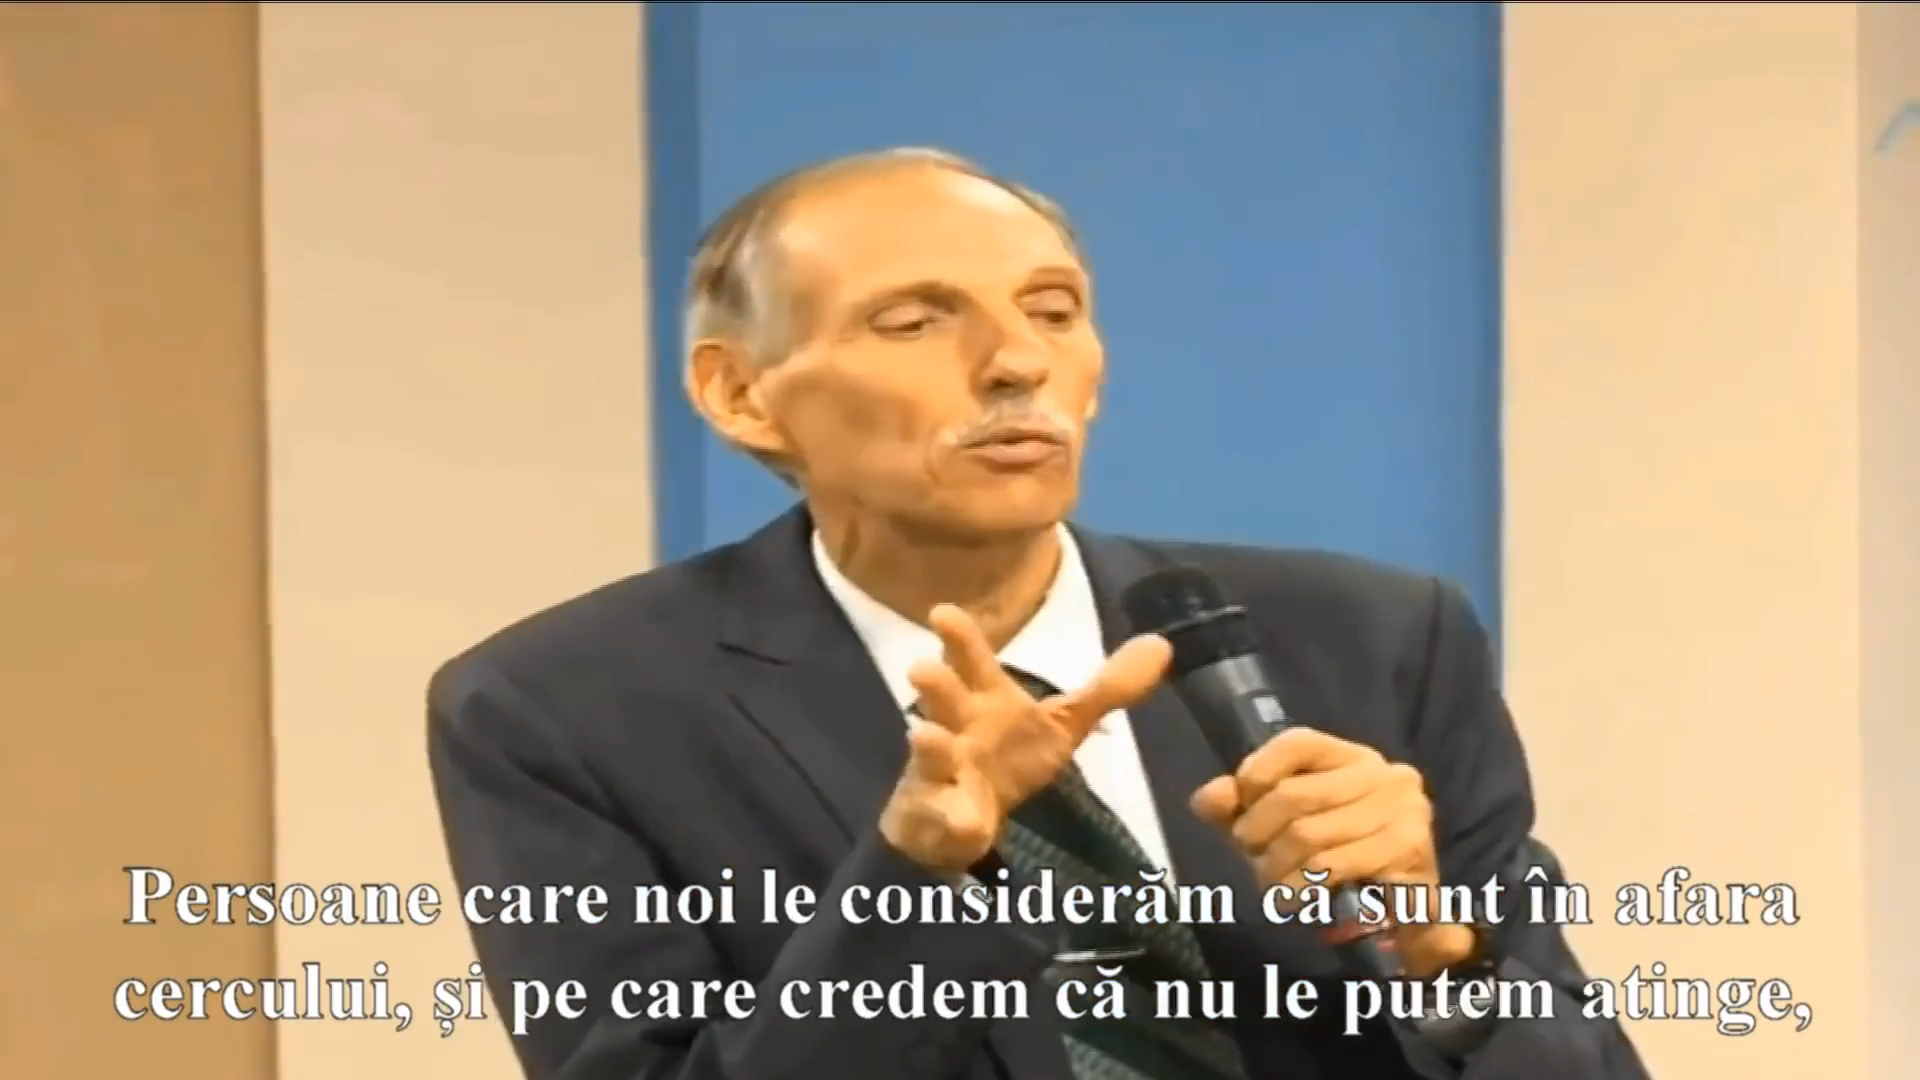 Persoane care noi le considerăm că sunt în afara
cercului, și pe care credem că nu le putem atinge,